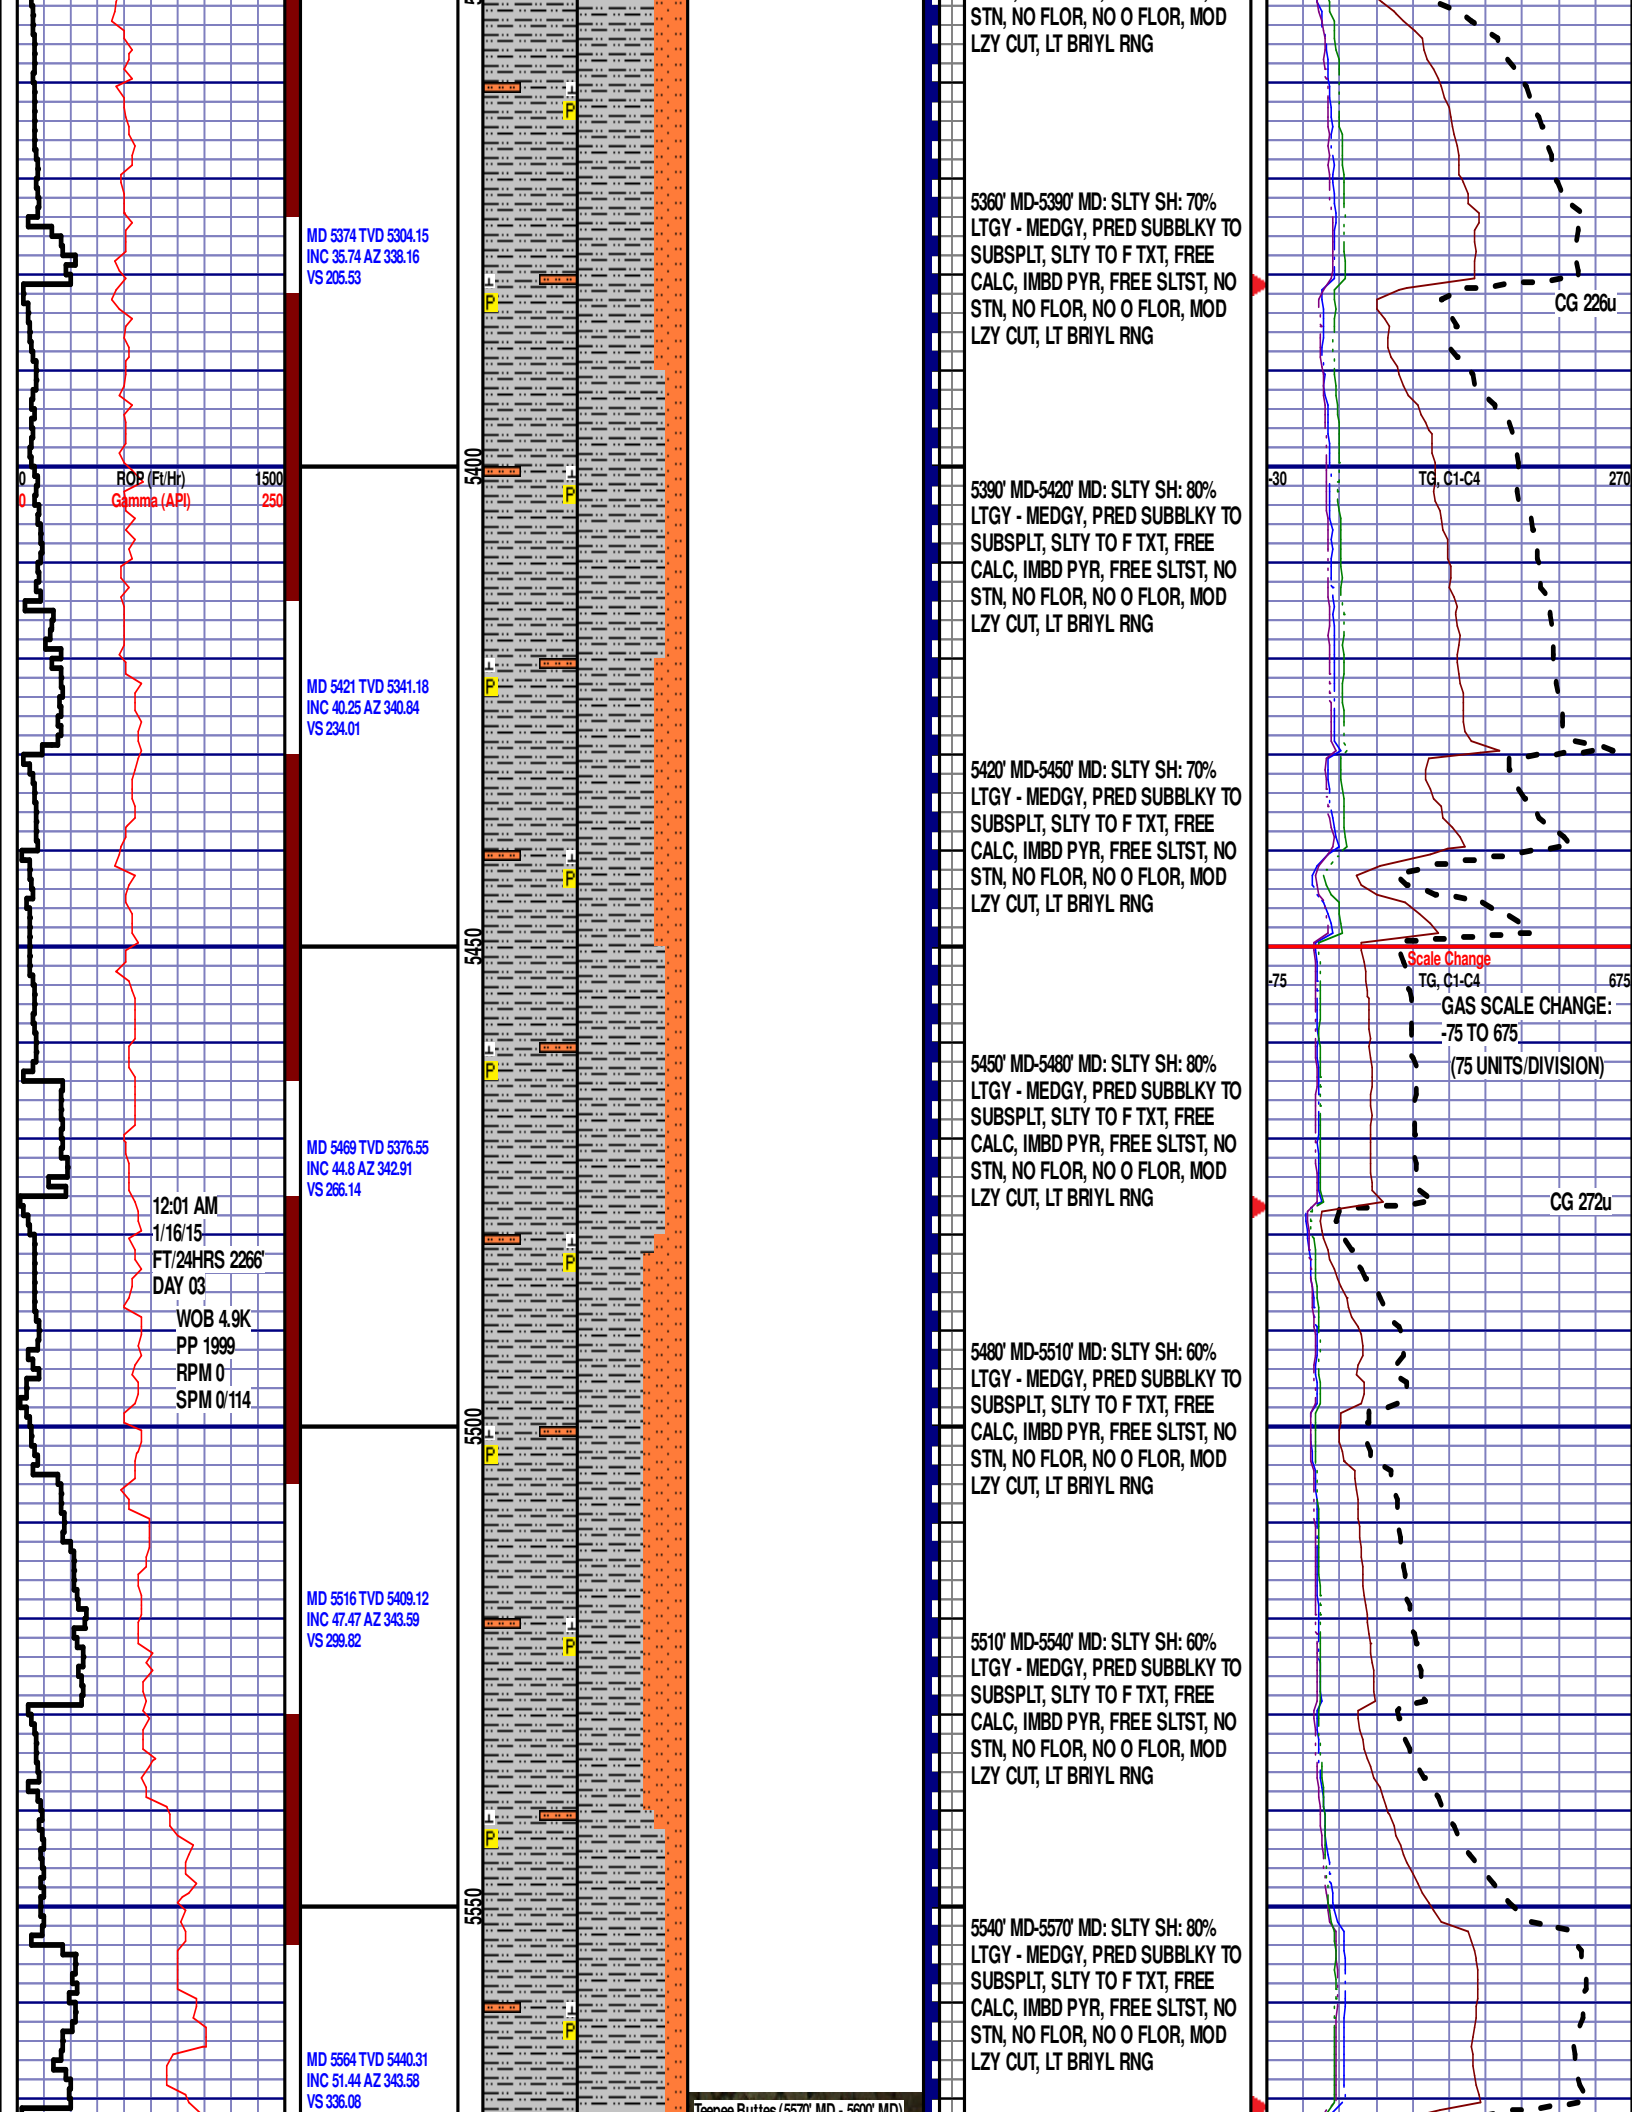 STN, NO FLOR, NO O FLOR, MOD
LZY CUT, LT BRIYL RNG
P
5360' MD-5390' MD: SLTY SH: 70%
LTGY - MEDGY, PRED SUBBLKY TO
SUBSPLT, SLTY TO F TXT, FREE
CALC, IMBD PYR, FREE SLTST, NO
STN, NO FLOR, NO O FLOR, MOD
LZY CUT, LT BRIYL RNG
MD 5374 TVD 5304.15
INC 35.74 AZ 338.16
VS 205.53
P
CG 226u
5400
0 ROP (Ft/Hr) 1500
0 Gamma (API) 250
P
-30 TG, C1-C4 270
5390' MD-5420' MD: SLTY SH: 80%
LTGY - MEDGY, PRED SUBBLKY TO
SUBSPLT, SLTY TO F TXT, FREE
CALC, IMBD PYR, FREE SLTST, NO
STN, NO FLOR, NO O FLOR, MOD
LZY CUT, LT BRIYL RNG
MD 5421 TVD 5341.18
INC 40.25 AZ 340.84
VS 234.01
P
5420' MD-5450' MD: SLTY SH: 70%
LTGY - MEDGY, PRED SUBBLKY TO
SUBSPLT, SLTY TO F TXT, FREE
CALC, IMBD PYR, FREE SLTST, NO
STN, NO FLOR, NO O FLOR, MOD
LZY CUT, LT BRIYL RNG
P
5450
Scale Change
-75 TG, C1-C4 675
GAS SCALE CHANGE:
-75 TO 675
(75 UNITS/DIVISION)
5450' MD-5480' MD: SLTY SH: 80%
LTGY - MEDGY, PRED SUBBLKY TO
SUBSPLT, SLTY TO F TXT, FREE
CALC, IMBD PYR, FREE SLTST, NO
STN, NO FLOR, NO O FLOR, MOD
LZY CUT, LT BRIYL RNG
P
MD 5469 TVD 5376.55
INC 44.8 AZ 342.91
VS 266.14
CG 272u
12:01 AM
1/16/15
FT/24HRS 2266'
DAY 03
WOB 4.9K
PP 1999
RPM 0
SPM 0/114
P
5480' MD-5510' MD: SLTY SH: 60%
LTGY - MEDGY, PRED SUBBLKY TO
SUBSPLT, SLTY TO F TXT, FREE
CALC, IMBD PYR, FREE SLTST, NO
STN, NO FLOR, NO O FLOR, MOD
LZY CUT, LT BRIYL RNG
5500
P
MD 5516 TVD 5409.12
INC 47.47 AZ 343.59
VS 299.82
P
5510' MD-5540' MD: SLTY SH: 60%
LTGY - MEDGY, PRED SUBBLKY TO
SUBSPLT, SLTY TO F TXT, FREE
CALC, IMBD PYR, FREE SLTST, NO
STN, NO FLOR, NO O FLOR, MOD
LZY CUT, LT BRIYL RNG
P
5550
5540' MD-5570' MD: SLTY SH: 80%
LTGY - MEDGY, PRED SUBBLKY TO
SUBSPLT, SLTY TO F TXT, FREE
CALC, IMBD PYR, FREE SLTST, NO
STN, NO FLOR, NO O FLOR, MOD
LZY CUT, LT BRIYL RNG
P
MD 5564 TVD 5440.31
INC 51.44 AZ 343.58
VS 336.08
Teepee Buttes (5570' MD - 5600' MD)